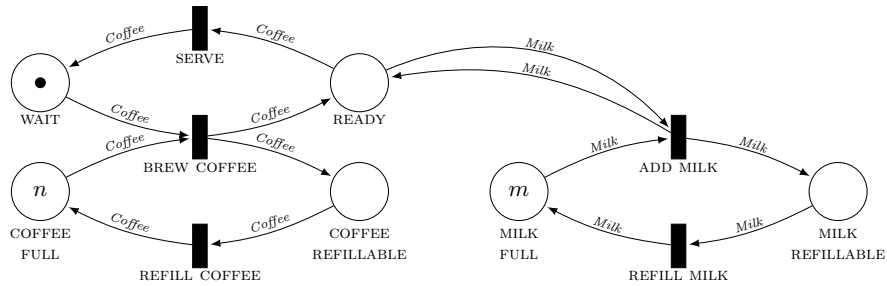 Coffee
Coffee
SERVE
Milk
Milk
WAIT
READY
Coffee
Coffee
BREW COFFEE
Coffee
Coffee
Milk
Milk
ADD MILK
n
m
COFFEE
FULL
COFFEE
REFILLABLE
MILK
FULL
MILK
REFILLABLE
Coffee
Coffee
REFILL COFFEE
Milk
Milk
REFILL MILK